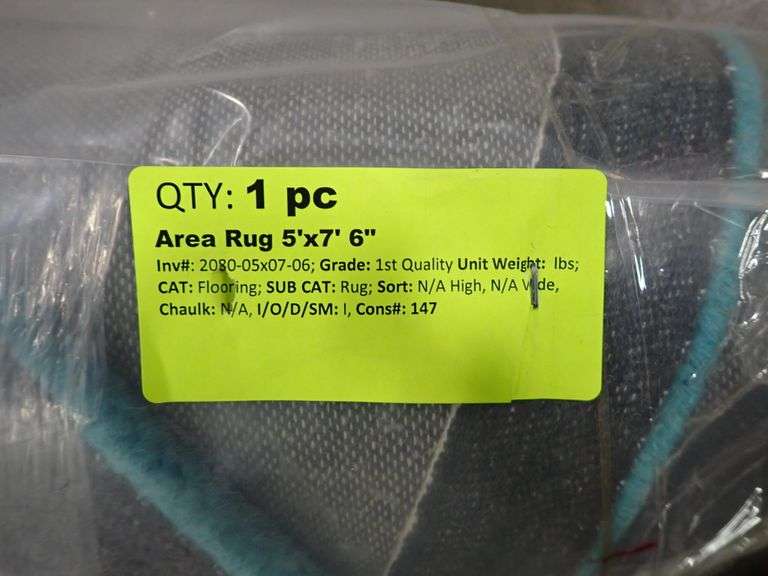 QTY: 1 pc
Area Rug 5'x7' 6"
Inv#: 2080-05x07-06; Grade: 1st Quality Unit Weight: lbs;
CAT: Flooring; SUB CAT: Rug; Sort: N/A High, N/A Wide,
Chaulk: N/A, I/O/D/SM: I, Cons#: 147